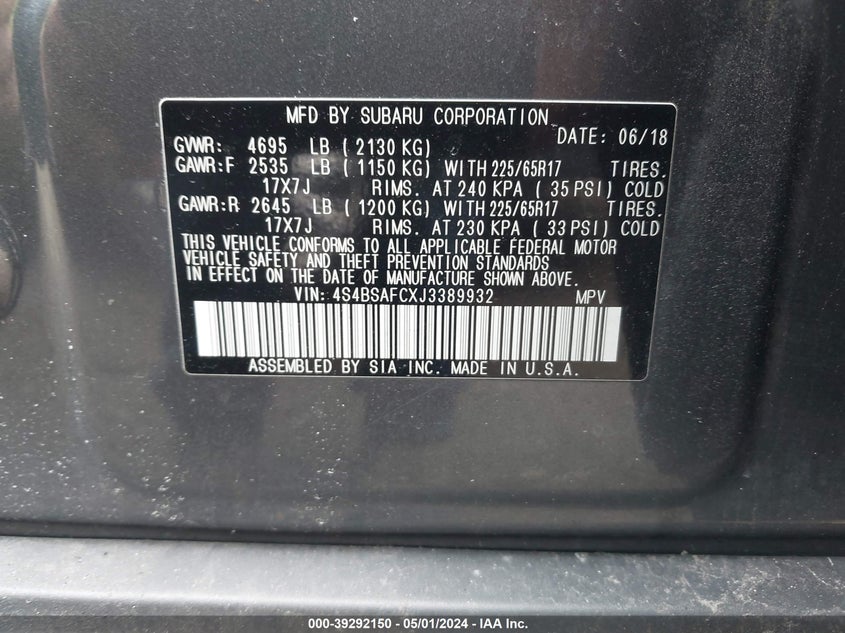 MFD BY SUBARU CORPORATION
DATE: 06/18
GVWR: 4695 LB ( 2130 KG)
GAWR:F 2535 LB ( 1150 KG) WITH 225/65R17 TIRES.
17X7J RIMS. AT 240 KPA ( 35 PSI) COLD
GAWR:R 2645 LB ( 1200 KG) WITH 225/65R17 TIRES.
17X7J RIMS. AT 230 KPA ( 33 PSI) COLD
THIS VEHICLE CONFORMS TO ALL APPLICABLE FEDERAL MOTOR
VEHICLE SAFETY AND THEFT PREVENTION STANDARDS
IN EFFECT ON THE DATE OF MANUFACTURE SHOWN ABOVE.
VIN: 4S4BSAFCXJ3389932 MPV
ASSEMBLED BY SIA INC. MADE IN U.S.A.
000-39292150 - 05/01/2024 - IAA Inc.